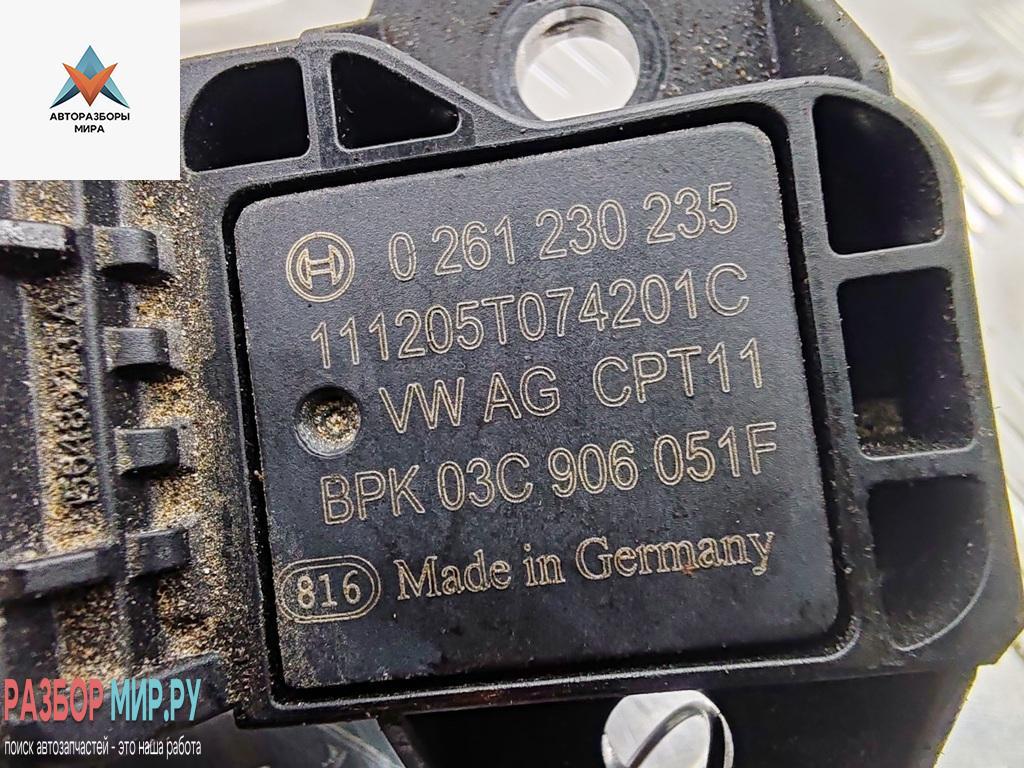 АВТОРАЗБОРЫ
МИРА
0 261 230 235
111205T074201C
VW AG CPT11
BPK 03C 906 051F
816 Made in Germany
РАЗБОР МИР.РУ
поиск автозапчастей - это наша работа